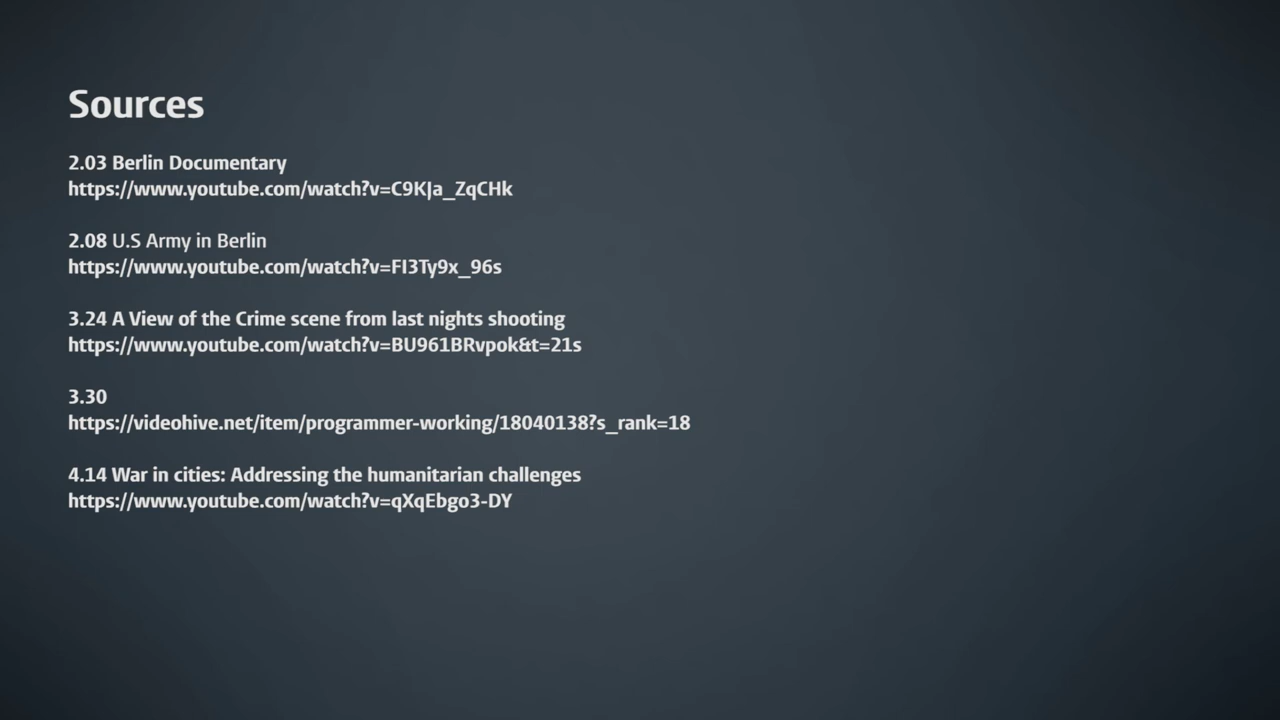 Sources
2.03 Berlin Documentary
https://www.youtube.com/watch?v=C9KJa_ZqCHk
2.08 U.S Army in Berlin
https://www.youtube.com/watch?v=FI3Ty9x_96s
3.24 A View of the Crime scene from last nights shooting
https://www.youtube.com/watch?v=BU961BRvpok&t=21s
3.30
https://videohive.net/item/programmer-working/18040138?s_rank=18
4.14 War in cities: Addressing the humanitarian challenges
https://www.youtube.com/watch?v=qXqEbgo3-DY